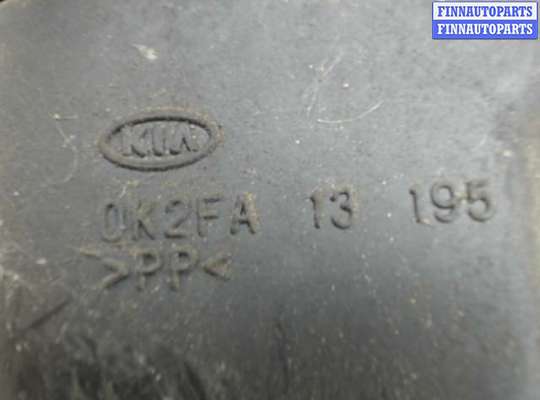 FINNAUTOPARTS
FINNAUTOPARTS
KIA
0K2FA 13 195
>PP<